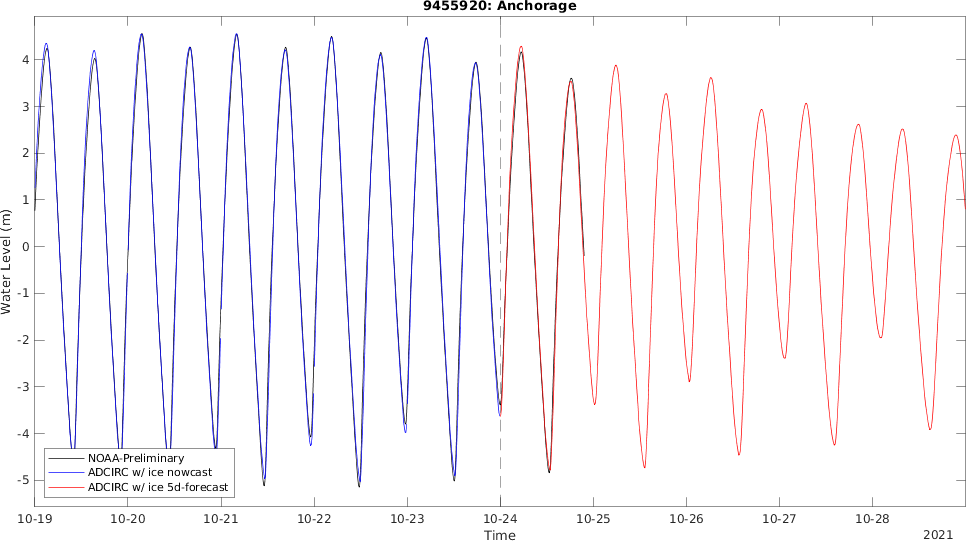 9455920: Anchorage
Water Level (m)
4
3
2
1
0
-1
-2
-3
-4
-5
NOAA-Preliminary
ADCIRC w/ ice nowcast
ADCIRC w/ ice 5d-forecast
10-19 10-20 10-21 10-22 10-23 10-24 10-25 10-26 10-27 10-28
Time
2021